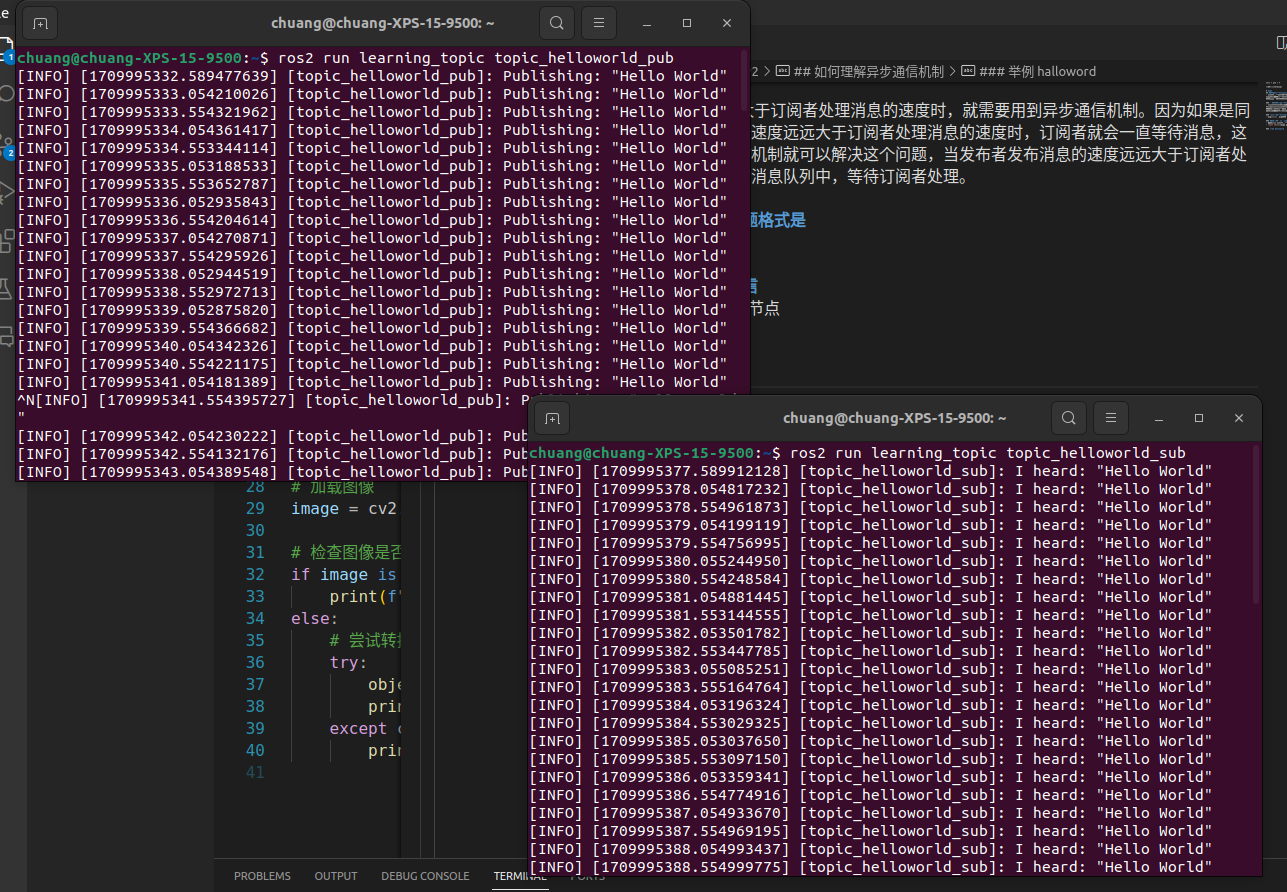 chuang@chuang-XPS-15-9500: ~
chuang@chuang-XPS-15-9500:~$ ros2 run learning_topic topic_helloworld_pub
[INFO] [1709995332.589477639] [topic_helloworld_pub]: Publishing: "Hello World"
[INFO] [1709995333.054210026] [topic_helloworld_pub]: Publishing: "Hello World"
[INFO] [1709995333.554321962] [topic_helloworld_pub]: Publishing: "Hello World"
[INFO] [1709995334.054361417] [topic_helloworld_pub]: Publishing: "Hello World"
[INFO] [1709995334.553344114] [topic_helloworld_pub]: Publishing: "Hello World"
[INFO] [1709995335.053188533] [topic_helloworld_pub]: Publishing: "Hello World"
[INFO] [1709995335.553652787] [topic_helloworld_pub]: Publishing: "Hello World"
[INFO] [1709995336.052935843] [topic_helloworld_pub]: Publishing: "Hello World"
[INFO] [1709995336.554204614] [topic_helloworld_pub]: Publishing: "Hello World"
[INFO] [1709995337.054270871] [topic_helloworld_pub]: Publishing: "Hello World"
[INFO] [1709995337.554295926] [topic_helloworld_pub]: Publishing: "Hello World"
[INFO] [1709995338.052944519] [topic_helloworld_pub]: Publishing: "Hello World"
[INFO] [1709995338.552972713] [topic_helloworld_pub]: Publishing: "Hello World"
[INFO] [1709995339.052875820] [topic_helloworld_pub]: Publishing: "Hello World"
[INFO] [1709995339.554366682] [topic_helloworld_pub]: Publishing: "Hello World"
[INFO] [1709995340.054342326] [topic_helloworld_pub]: Publishing: "Hello World"
[INFO] [1709995340.554221175] [topic_helloworld_pub]: Publishing: "Hello World"
[INFO] [1709995341.054181389] [topic_helloworld_pub]: Publishing: "Hello World"
^N[INFO] [1709995341.554395727] [topic_helloworld_pub]: P
"
[INFO] [1709995342.054230222] [topic_helloworld_pub]: Pub
[INFO] [1709995342.554132176] [topic_helloworld_pub]: Pub
[INFO] [1709995343.054389548] [topic_helloworld_pub]: Pub
2 > ## 如何理解异步通信机制 > ### 举例 halloword
于订阅者处理消息的速度时，就需要用到异步通信机制。因为如果是同
速度远远大于订阅者处理消息的速度时，订阅者就会一直等待消息，这
机制就可以解决这个问题，当发布者发布消息的速度远远大于订阅者处
消息队列中，等待订阅者处理。
题格式是
节点
chuang@chuang-XPS-15-9500: ~
chuang@chuang-XPS-15-9500:~$ ros2 run learning_topic topic_helloworld_sub
[INFO] [1709995377.589912128] [topic_helloworld_sub]: I heard: "Hello World"
[INFO] [1709995378.054817232] [topic_helloworld_sub]: I heard: "Hello World"
[INFO] [1709995378.554961873] [topic_helloworld_sub]: I heard: "Hello World"
[INFO] [1709995379.054199119] [topic_helloworld_sub]: I heard: "Hello World"
[INFO] [1709995379.554756995] [topic_helloworld_sub]: I heard: "Hello World"
[INFO] [1709995380.055244950] [topic_helloworld_sub]: I heard: "Hello World"
[INFO] [1709995380.554248584] [topic_helloworld_sub]: I heard: "Hello World"
[INFO] [1709995381.054881445] [topic_helloworld_sub]: I heard: "Hello World"
[INFO] [1709995381.553144555] [topic_helloworld_sub]: I heard: "Hello World"
[INFO] [1709995382.053501782] [topic_helloworld_sub]: I heard: "Hello World"
[INFO] [1709995382.553447785] [topic_helloworld_sub]: I heard: "Hello World"
[INFO] [1709995383.055085251] [topic_helloworld_sub]: I heard: "Hello World"
[INFO] [1709995383.555164764] [topic_helloworld_sub]: I heard: "Hello World"
[INFO] [1709995384.053196324] [topic_helloworld_sub]: I heard: "Hello World"
[INFO] [1709995384.553029325] [topic_helloworld_sub]: I heard: "Hello World"
[INFO] [1709995385.053037650] [topic_helloworld_sub]: I heard: "Hello World"
[INFO] [1709995385.553097150] [topic_helloworld_sub]: I heard: "Hello World"
[INFO] [1709995386.053359341] [topic_helloworld_sub]: I heard: "Hello World"
[INFO] [1709995386.554774916] [topic_helloworld_sub]: I heard: "Hello World"
[INFO] [1709995387.054933670] [topic_helloworld_sub]: I heard: "Hello World"
[INFO] [1709995387.554969195] [topic_helloworld_sub]: I heard: "Hello World"
[INFO] [1709995388.054993437] [topic_helloworld_sub]: I heard: "Hello World"
[INFO] [1709995388.554999775] [topic_helloworld_sub]: I heard: "Hello World"
28 # 加载图像
29 image = cv2
30
31 # 检查图像是否
32 if image is
33 print(f'
34 else:
35 # 尝试转
36 try:
37 obje
38 prin
39 except
40 prin
41
PROBLEMS OUTPUT DEBUG CONSOLE TERMINAL PORTS